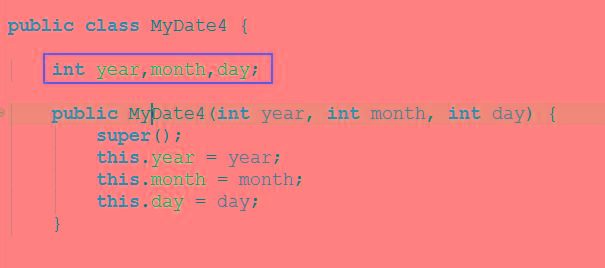 public class MyDate4 {
int year,month,day;
public MyDate4(int year, int month, int day) {
super();
this.year = year;
this.month = month;
this.day = day;
}